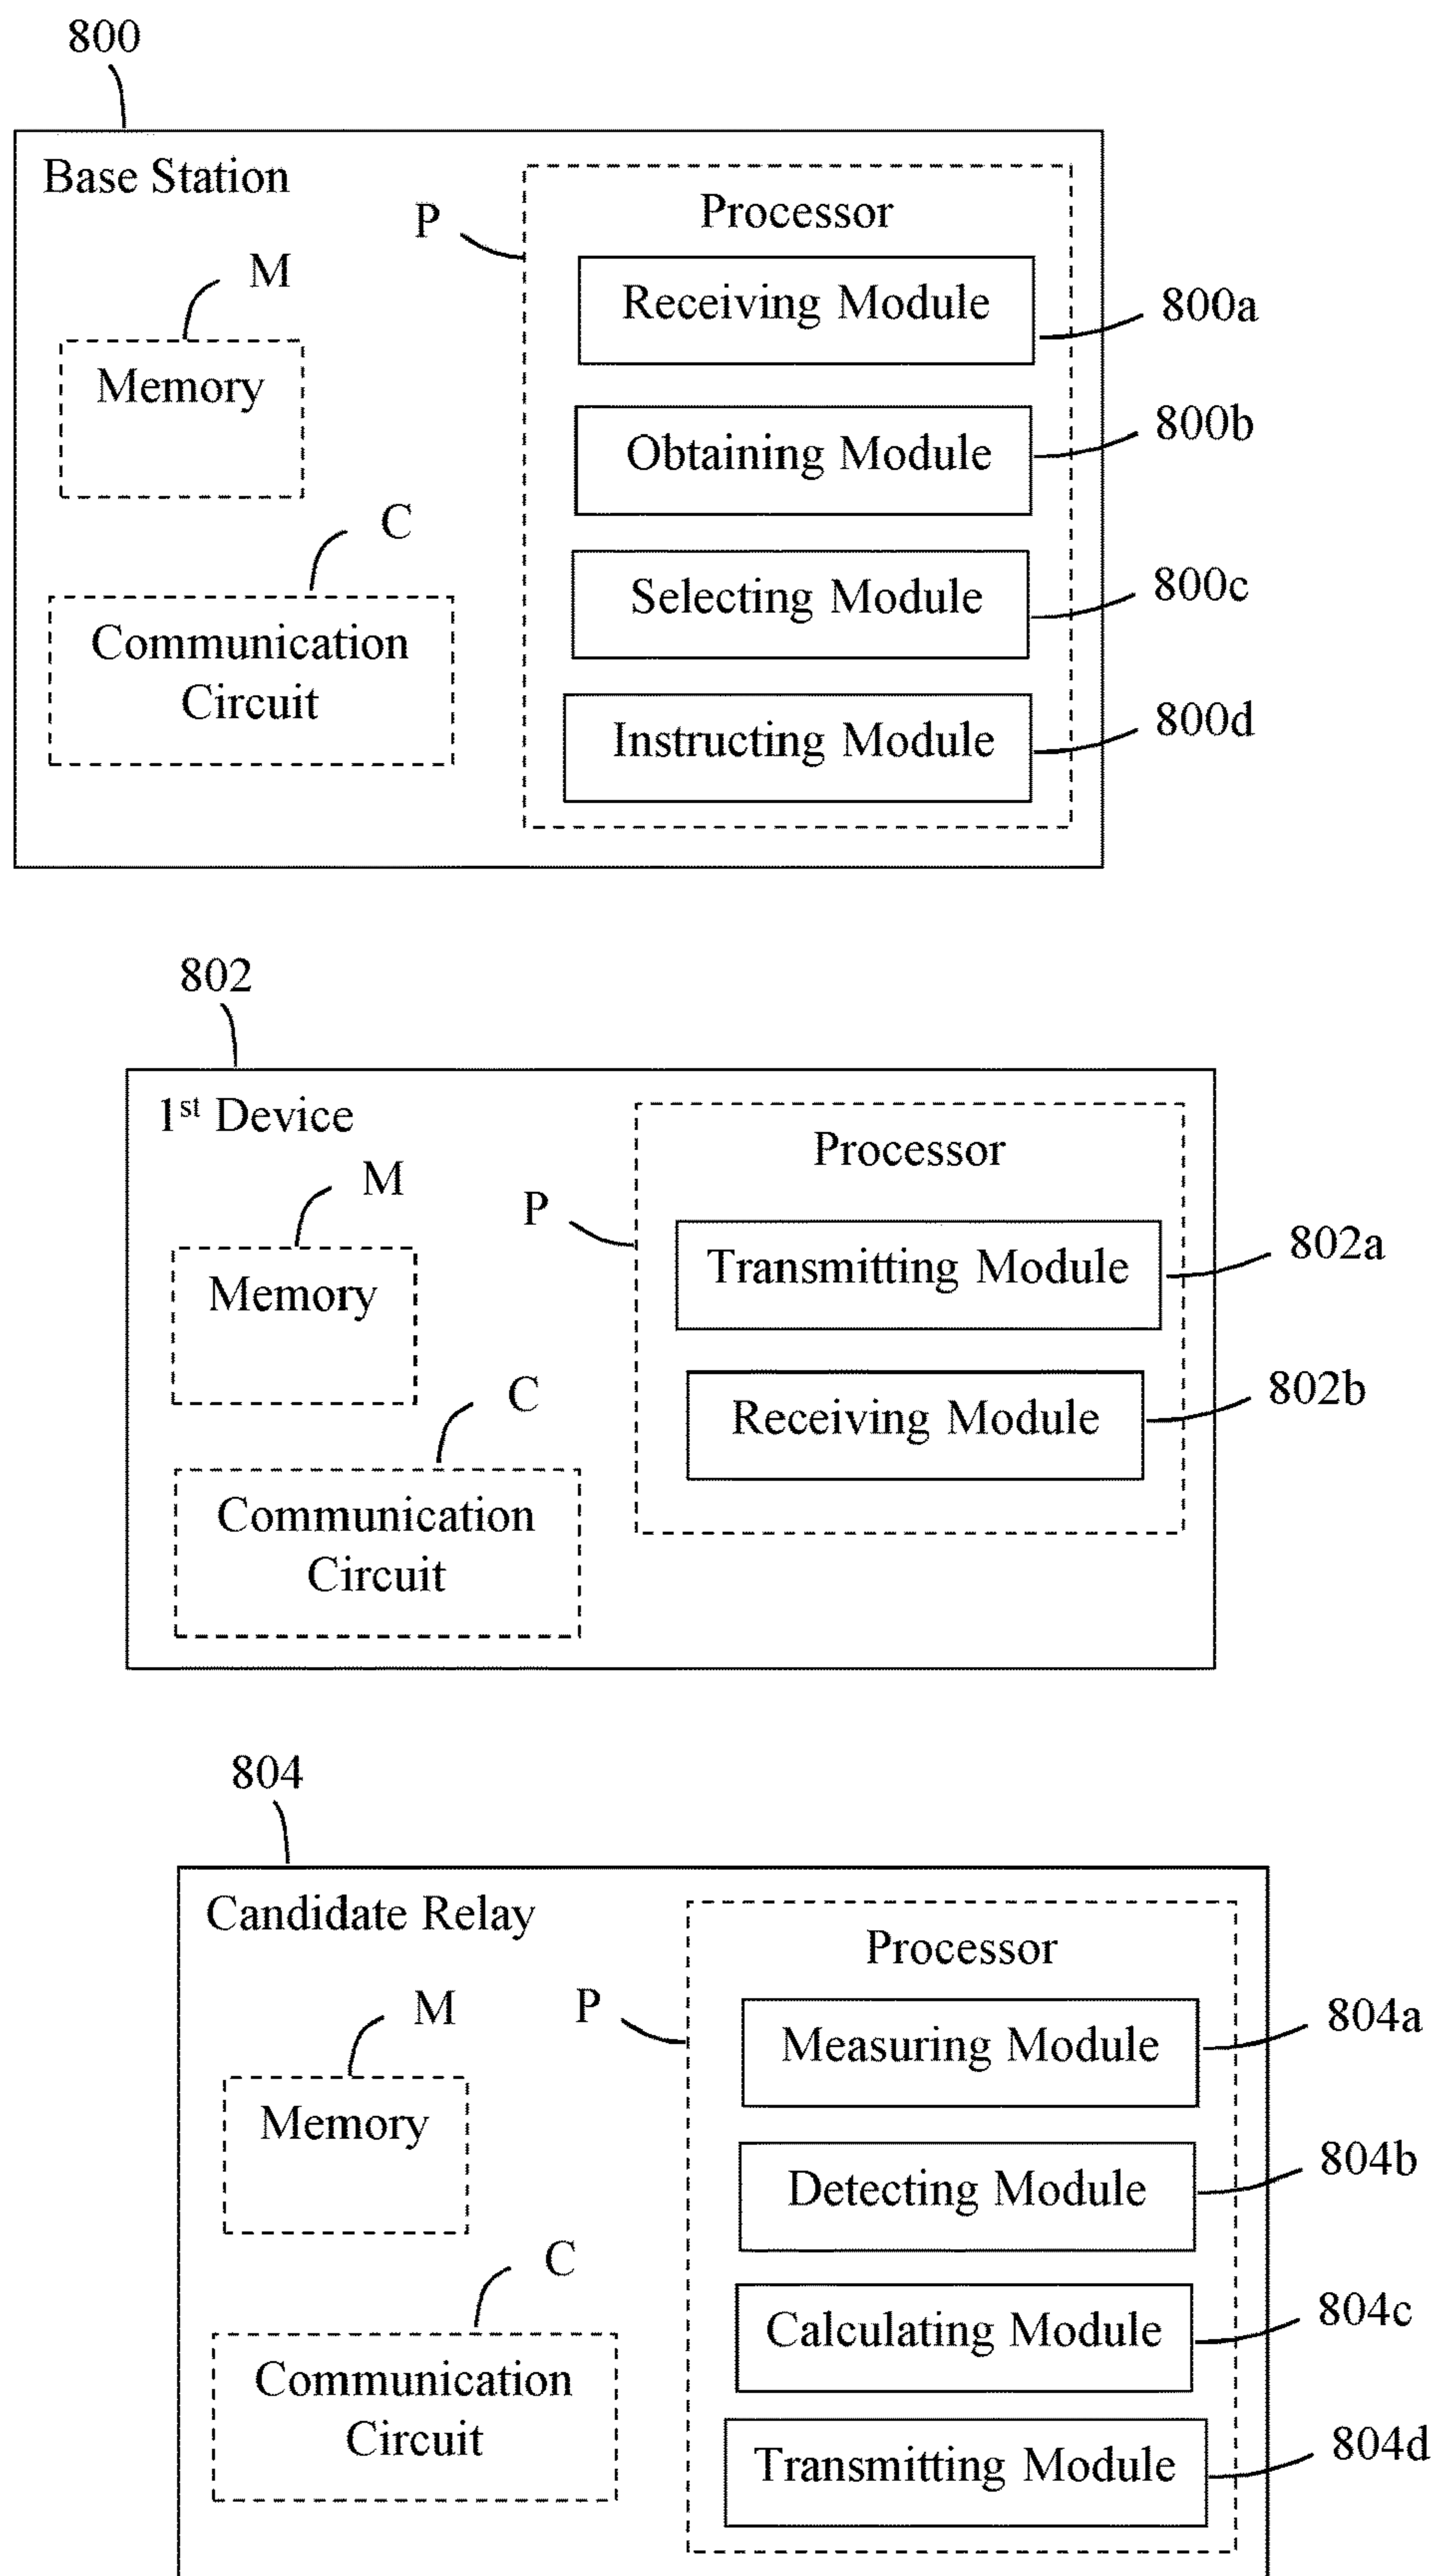 800
Base Station
P
Processor
M
Receiving Module
800a
Memory
Obtaining Module
800b
C
Selecting Module
800c
Communication
Circuit
Instructing Module
800d
802
1st Device
Processor
M
P
Transmitting Module
802a
Memory
C
Receiving Module
802b
Communication
Circuit
804
Candidate Relay
Processor
M
P
Measuring Module
804a
Memory
Detecting Module
804b
C
Calculating Module
804c
Communication
Circuit
Transmitting Module
804d